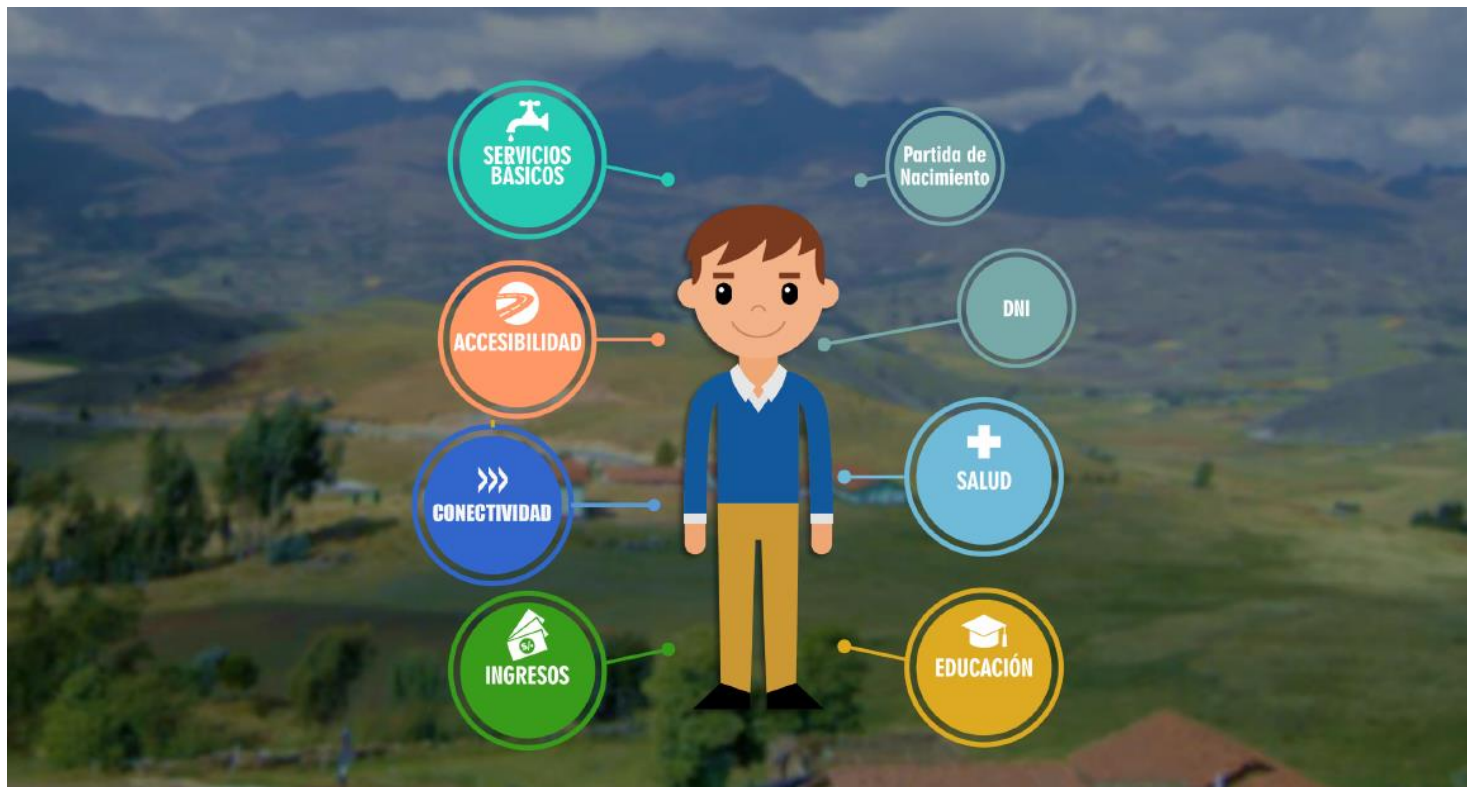 SERVICIOS
BÁSICOS
Partida de
Nacimiento
ACCESIBILIDAD
DNI
CONECTIVIDAD
SALUD
S/.
INGRESOS
EDUCACIÓN